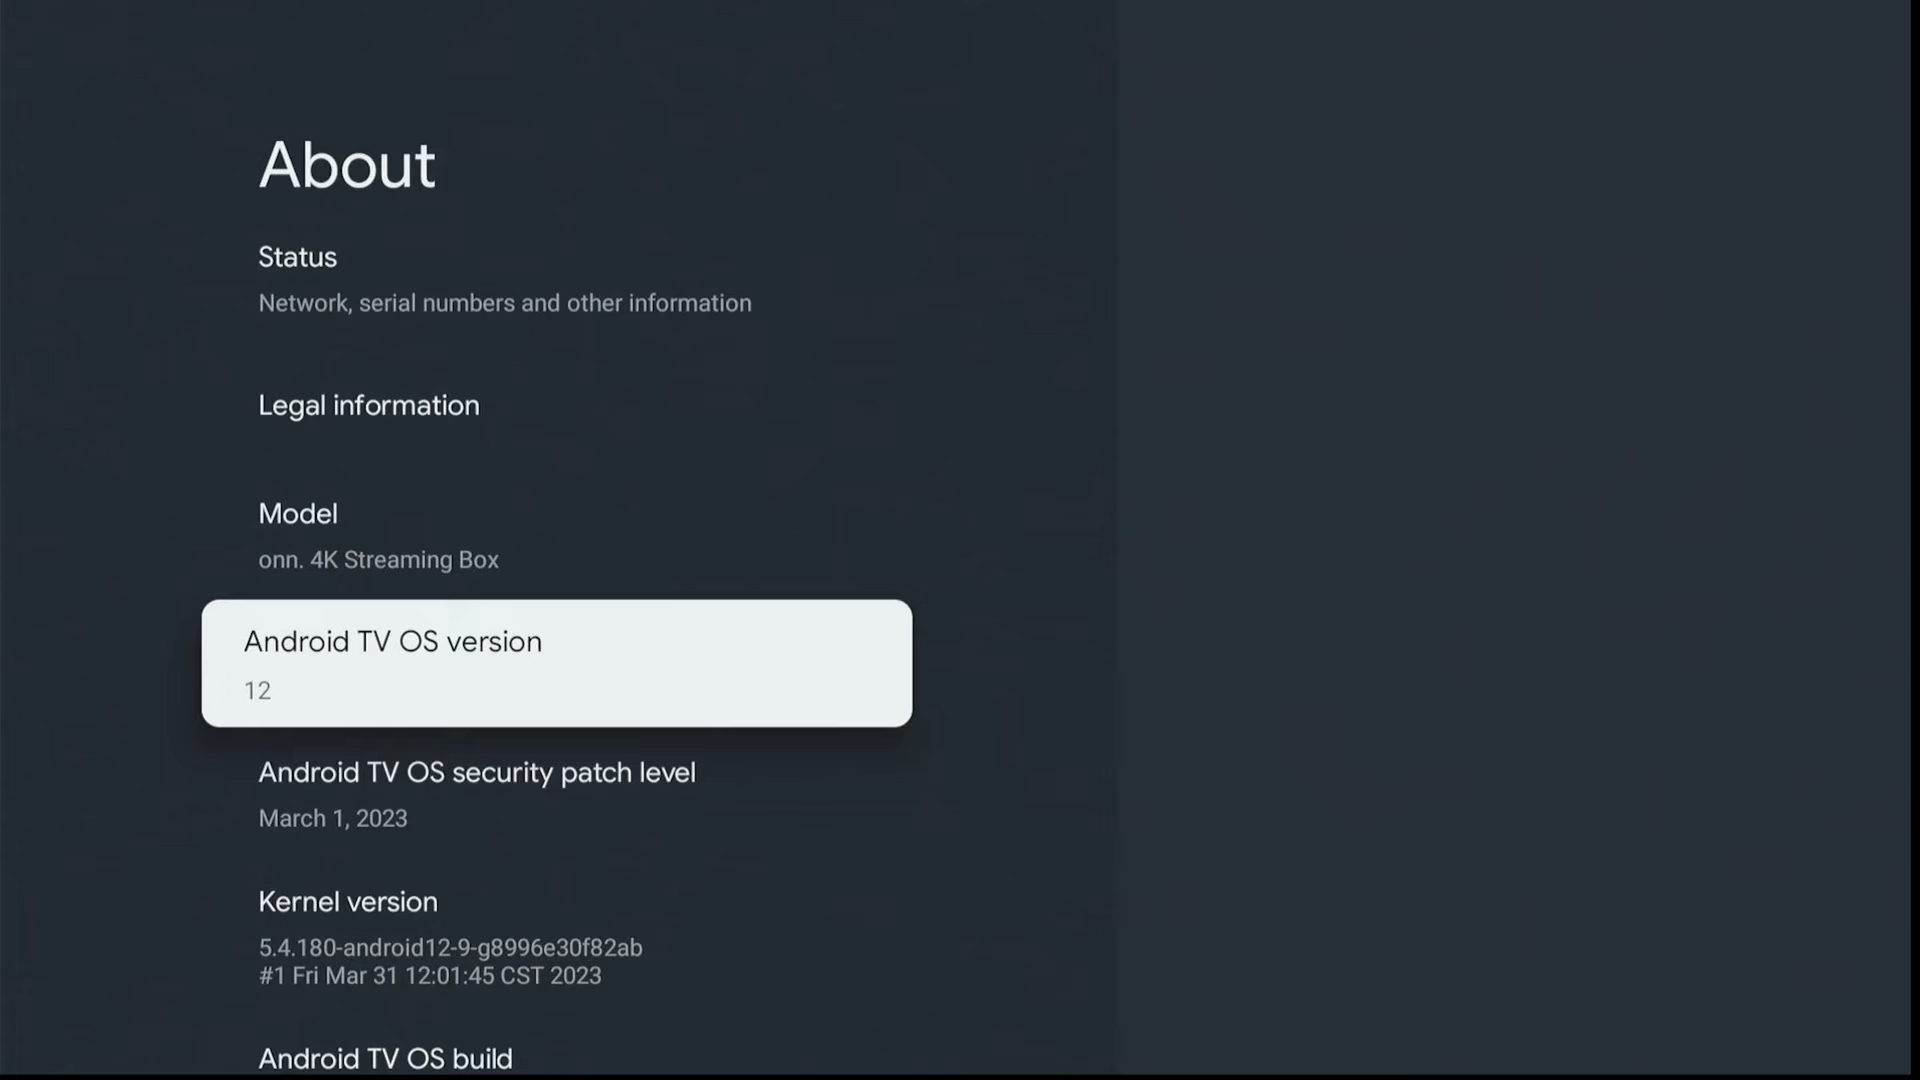 About
Status
Network, serial numbers and other information
Legal information
Model
onn. 4K Streaming Box
Android TV OS version
12
Android TV OS security patch level
March 1, 2023
Kernel version
5.4.180-android12-9-g8996e30f82ab
#1 Fri Mar 31 12:01:45 CST 2023
Android TV OS build